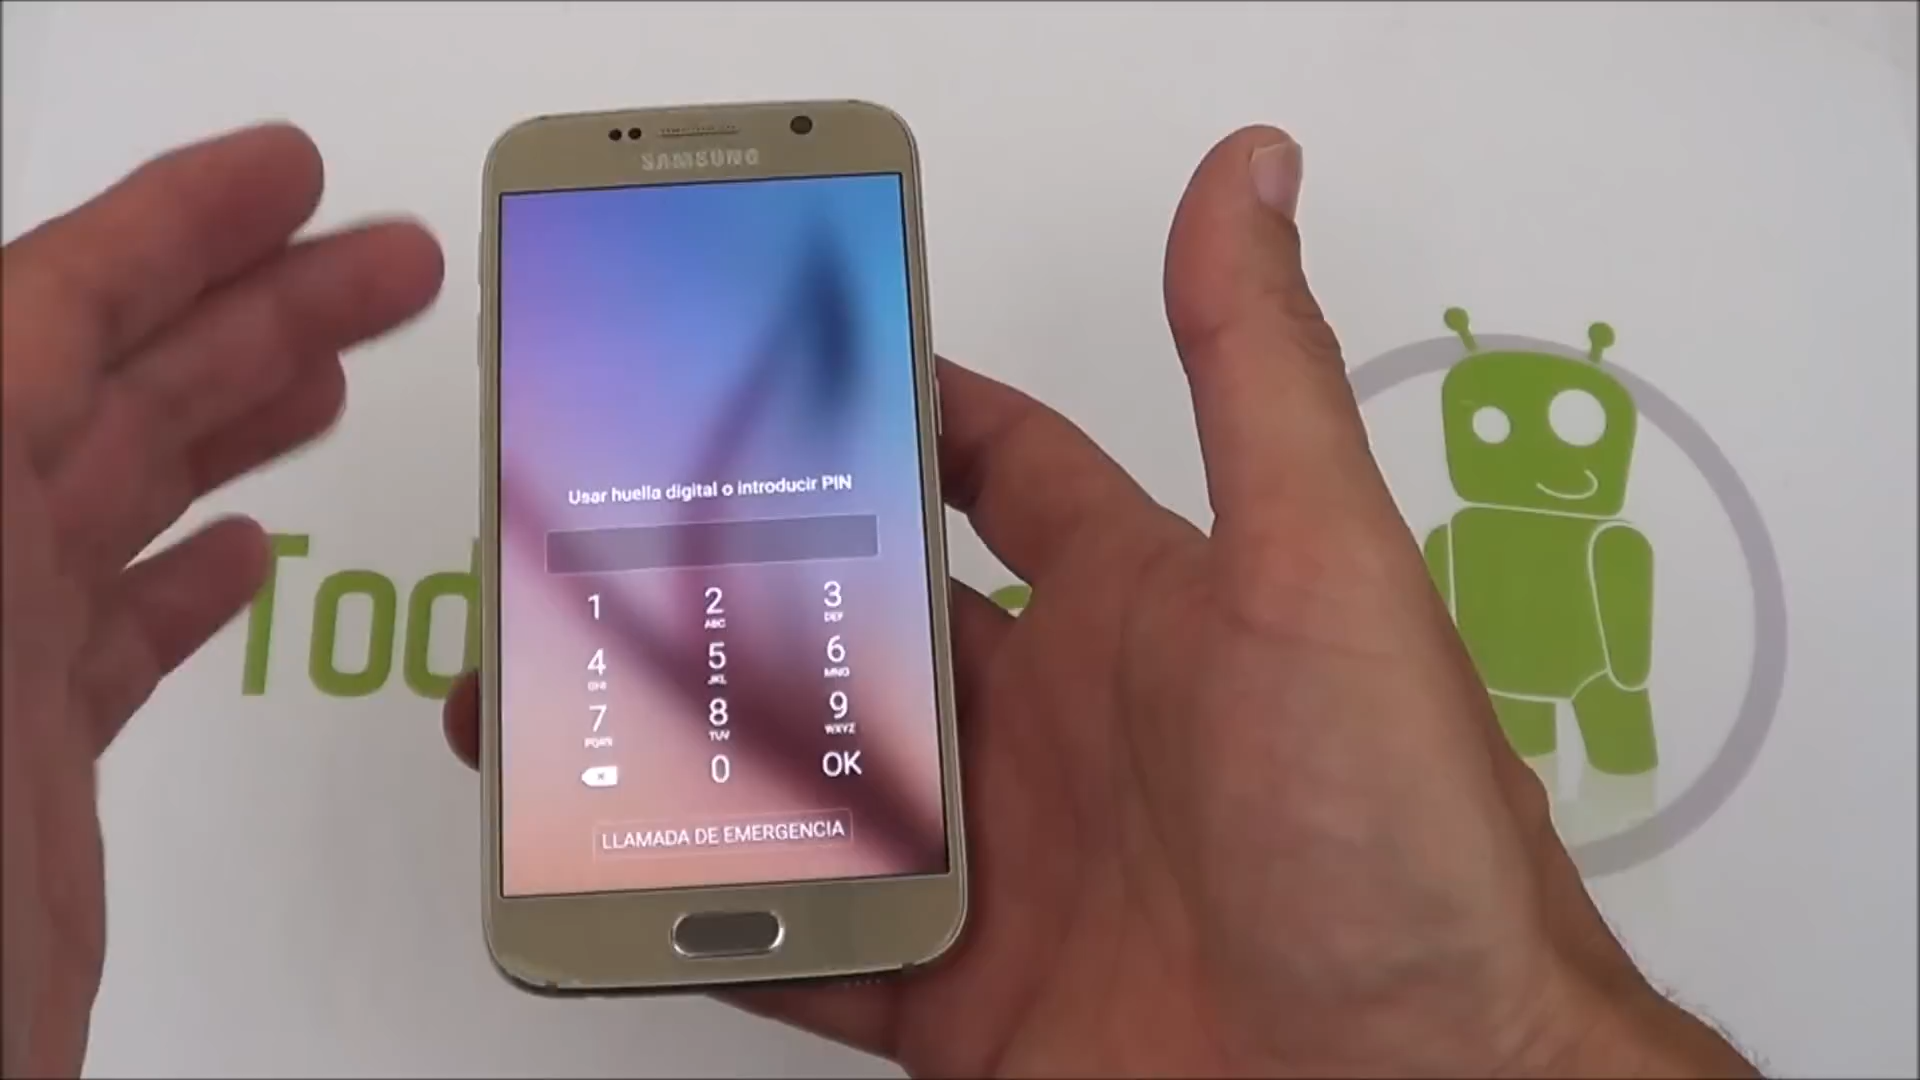 SAMSUNG
Usar huella digital o introducir PIN
1
2
ABC
3
DEF
4
GHI
5
JKL
6
MNO
7
PQRS
8
TUV
9
WXYZ
0
OK
LLAMADA DE EMERGENCIA
Tod